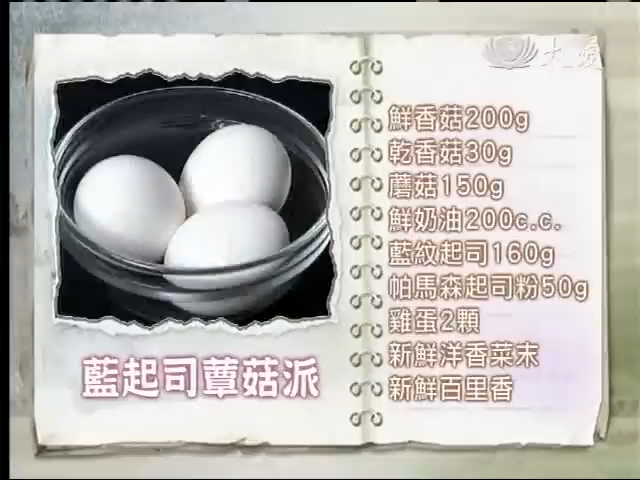 大愛
鮮香菇200g
乾香菇30g
蘑菇150g
鮮奶油200c.c.
藍紋起司160g
帕馬森起司粉50g
雞蛋2顆
新鮮洋香菜末
新鮮百里香
藍起司蕈菇派